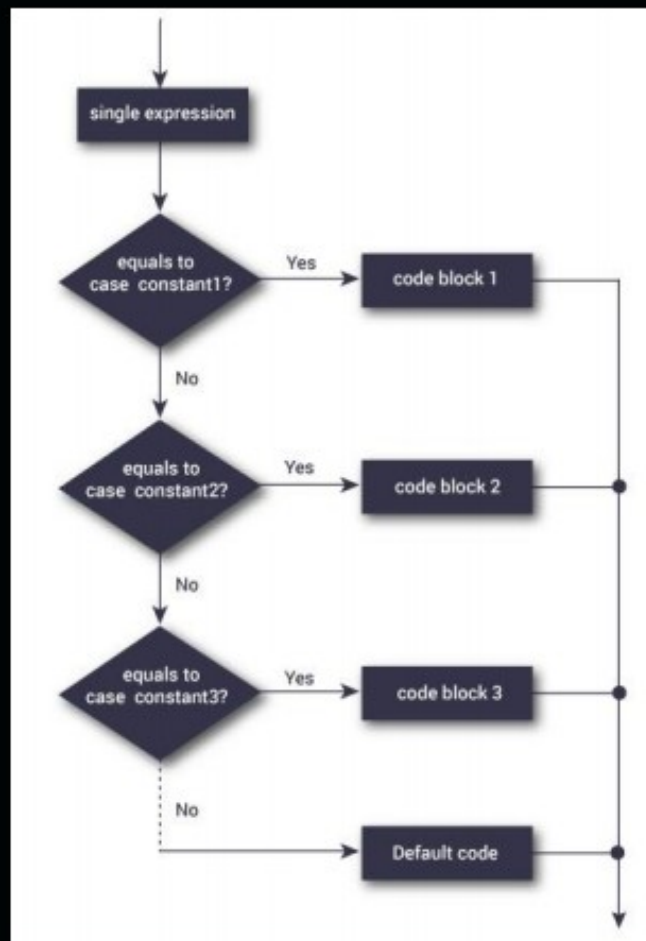 single expression
equals to
case constant1?
Yes
code block 1
No
equals to
case constant2?
Yes
code block 2
No
equals to
case constant3?
Yes
code block 3
No
Default code